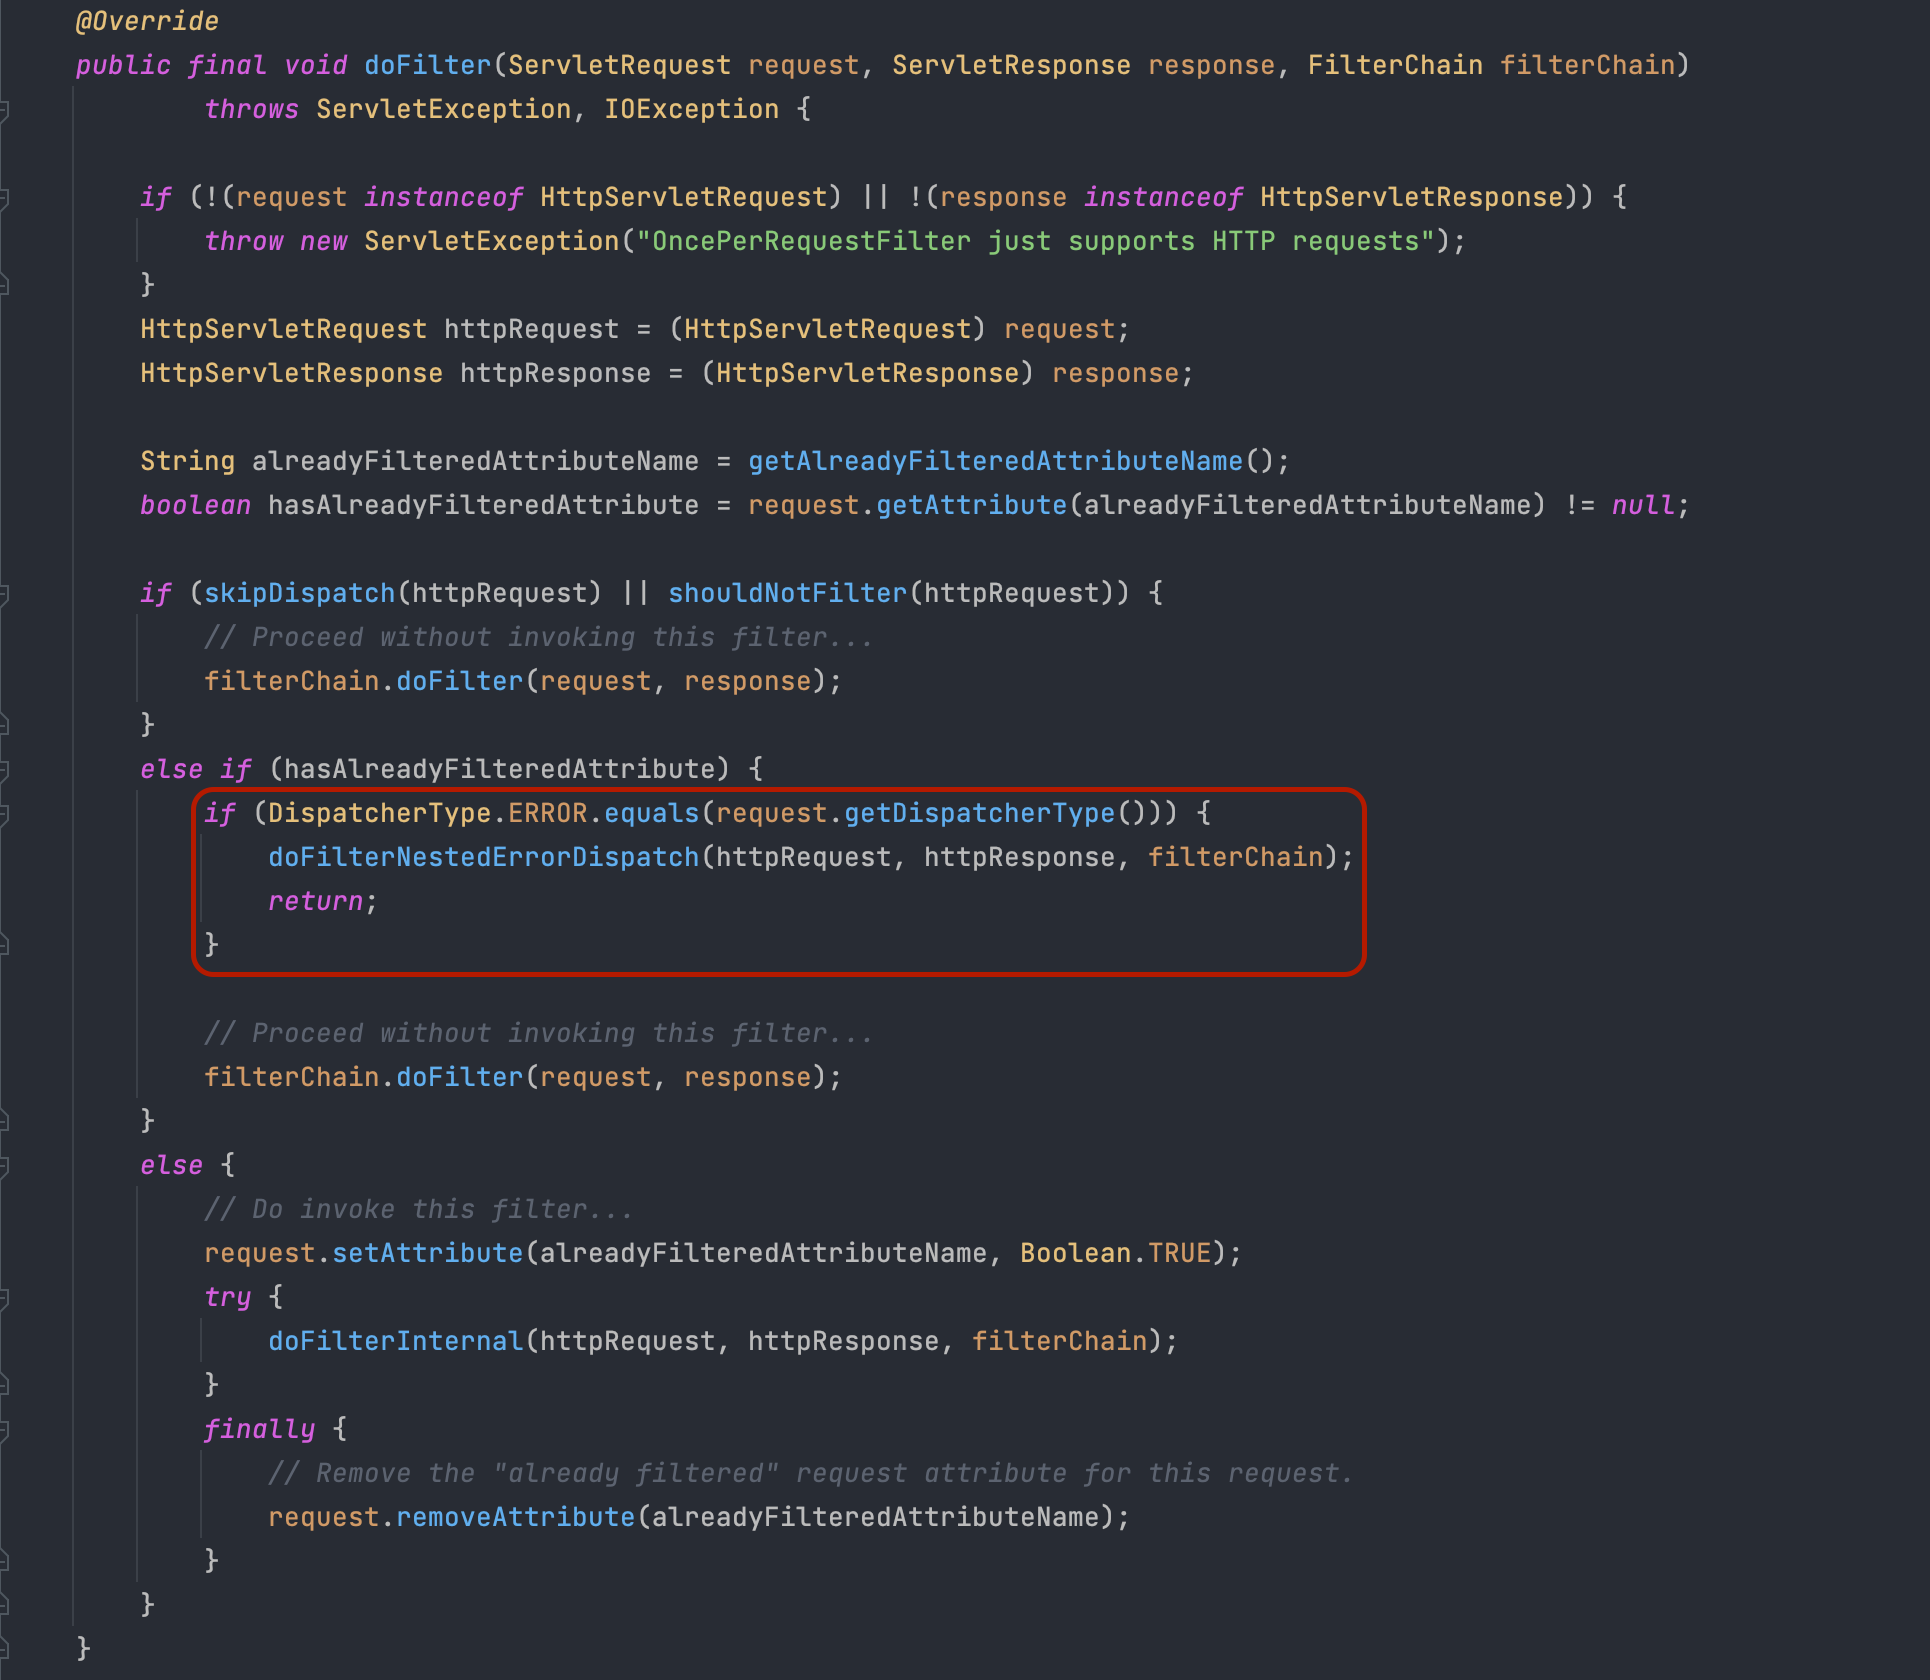 @Override
public final void doFilter(ServletRequest request, ServletResponse response, FilterChain filterChain)
throws ServletException, IOException {
if (!(request instanceof HttpServletRequest) || !(response instanceof HttpServletResponse)) {
throw new ServletException("OncePerRequestFilter just supports HTTP requests");
}
HttpServletRequest httpRequest = (HttpServletRequest) request;
HttpServletResponse httpResponse = (HttpServletResponse) response;
String alreadyFilteredAttributeName = getAlreadyFilteredAttributeName();
boolean hasAlreadyFilteredAttribute = request.getAttribute(alreadyFilteredAttributeName) != null;
if (skipDispatch(httpRequest) || shouldNotFilter(httpRequest)) {
// Proceed without invoking this filter...
filterChain.doFilter(request, response);
}
else if (hasAlreadyFilteredAttribute) {
if (DispatcherType.ERROR.equals(request.getDispatcherType())) {
doFilterNestedErrorDispatch(httpRequest, httpResponse, filterChain);
return;
}
// Proceed without invoking this filter...
filterChain.doFilter(request, response);
}
else {
// Do invoke this filter...
request.setAttribute(alreadyFilteredAttributeName, Boolean.TRUE);
try {
doFilterInternal(httpRequest, httpResponse, filterChain);
}
finally {
// Remove the "already filtered" request attribute for this request.
request.removeAttribute(alreadyFilteredAttributeName);
}
}
}